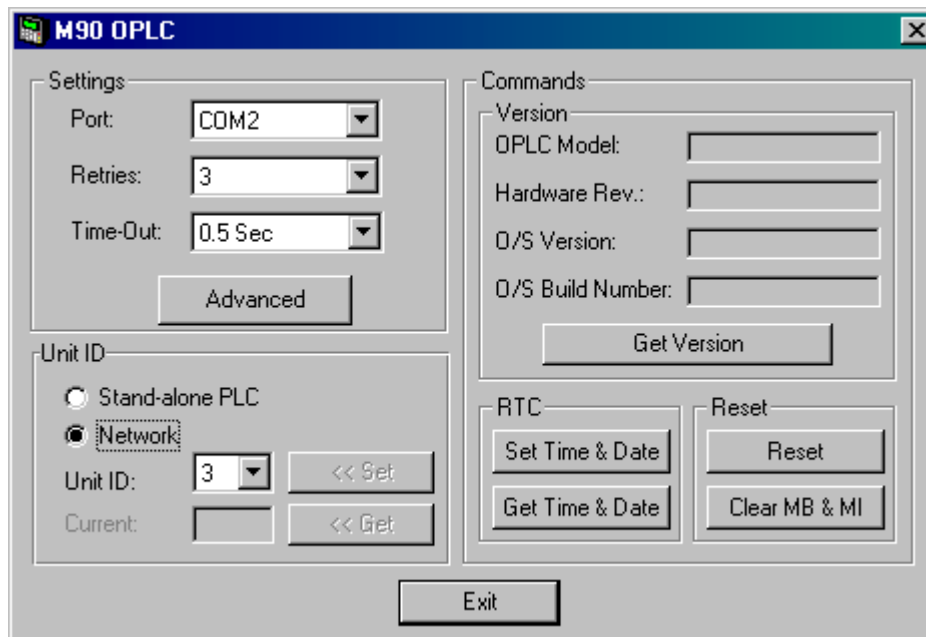 M90 OPLC
Settings
Port: COM2
Retries: 3
Time-Out: 0.5 Sec
Advanced
Unit ID
Stand-alone PLC
Network
Unit ID: 3 << Set
Current: << Get
Commands
Version
OPLC Model:
Hardware Rev.:
O/S Version:
O/S Build Number:
Get Version
RTC
Set Time & Date
Get Time & Date
Reset
Reset
Clear MB & MI
Exit